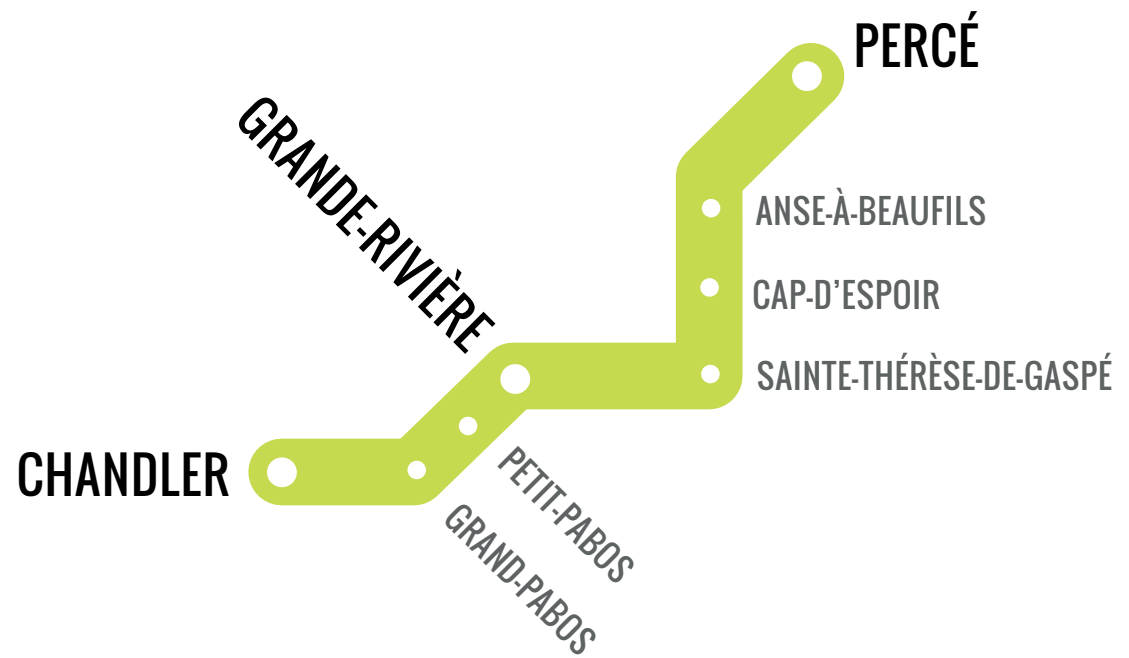 PERCÉ
GRANDE-RIVIÈRE
ANSE-À-BEAUFILS
CAP-D’ESPOIR
SAINTE-THÉRÈSE-DE-GASPÉ
CHANDLER
PETIT-PABOS
GRAND-PABOS